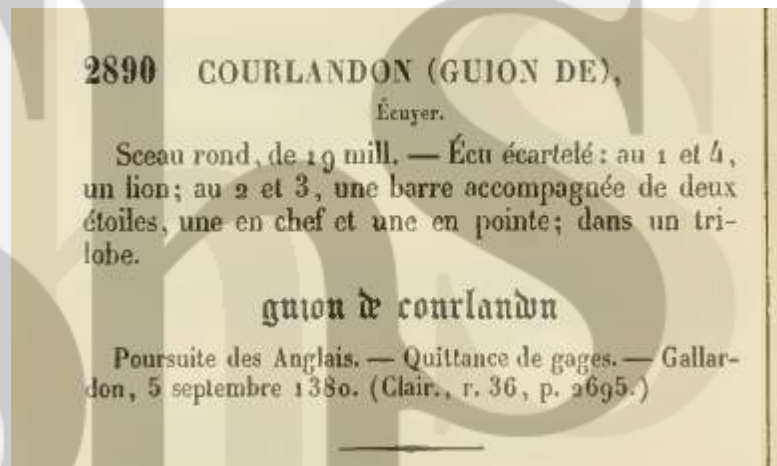 2890 COURLANDON (GUION DE),
Écuyer.
Sceau rond, de 19 mill. — Écu écartelé : au 1 et 4,
un lion; au 2 et 3, une barre accompagnée de deux
étoiles, une en chef et une en pointe; dans un tri-
lobe.
guion de courlandon
Poursuite des Anglais. — Quittance de gages. — Gallar-
don, 5 septembre 1380. (Clair., r. 36, p. 2695.)